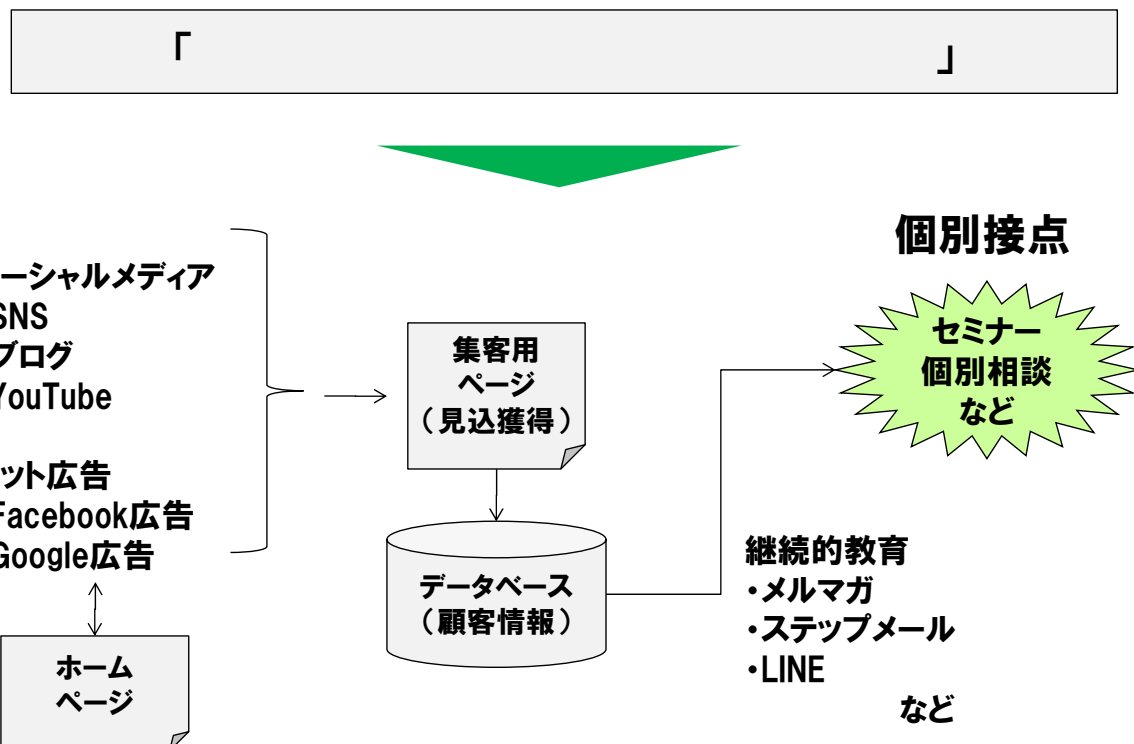 「 」
ーシャルメディア
SNS
ブログ
YouTube
ット広告
Facebook広告
Google広告
ホーム
ページ
集客用
ページ
(見込獲得)
データベース
(顧客情報)
個別接点
セミナー
個別相談
など
継続的教育
・メルマガ
・ステップメール
・LINE
など